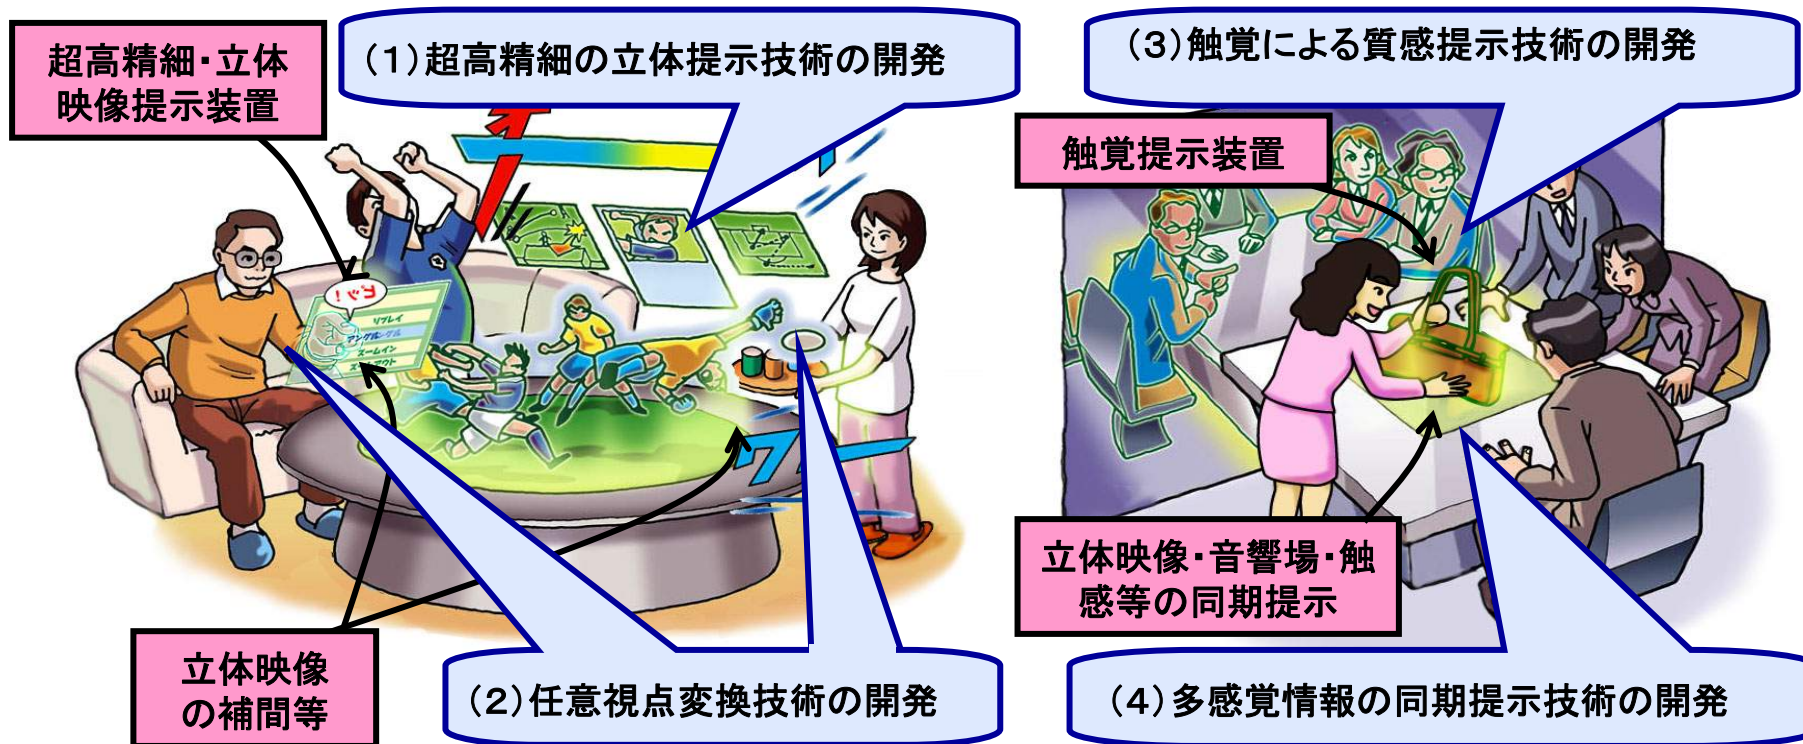 超高精細・立体
映像提示装置
（１）超高精細の立体提示技術の開発
（３）触覚による質感提示技術の開発
触覚提示装置
ピッ！
リプレイ
アングル
ズームイン
ワー
立体映像・音響場・触
感等の同期提示
立体映像
の補間等
（２）任意視点変換技術の開発
（４）多感覚情報の同期提示技術の開発